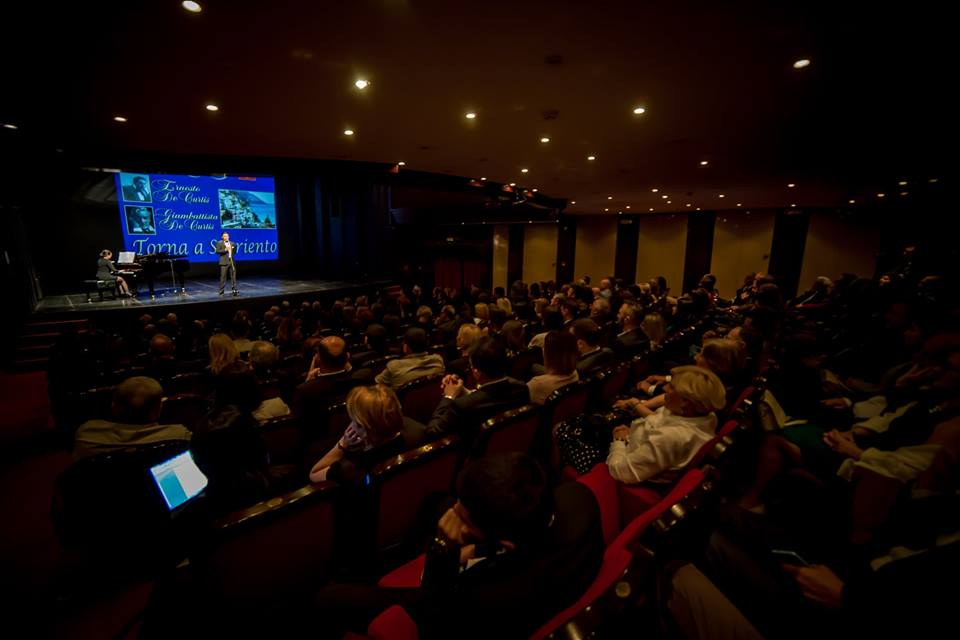 Ernesto
De Curtis
Giambattista
De Curtis
Torna a Surriento